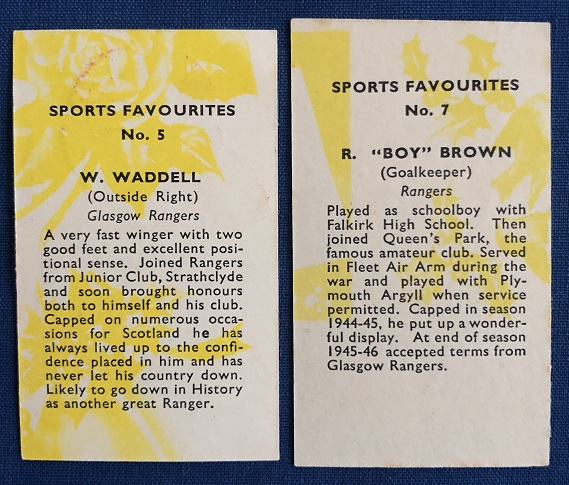 SPORTS FAVOURITES
No. 5
W. WADDELL
(Outside Right)
Glasgow Rangers
A very fast winger with two
good feet and excellent posi-
tional sense. Joined Rangers
from Junior Club, Strathclyde
and soon brought honours
both to himself and his club.
Capped on numerous occa-
sions for Scotland he has
always lived up to the confi-
dence placed in him and has
never let his country down.
Likely to go down in History
as another great Ranger.
SPORTS FAVOURITES
No. 7
R. "BOY" BROWN
(Goalkeeper)
Rangers
Played as schoolboy with
Falkirk High School. Then
joined Queen's Park, the
famous amateur club. Served
in Fleet Air Arm during the
war and played with Ply-
mouth Argyll when service
permitted. Capped in season
1944-45, he put up a wonder-
ful display. At end of season
1945-46 accepted terms from
Glasgow Rangers.